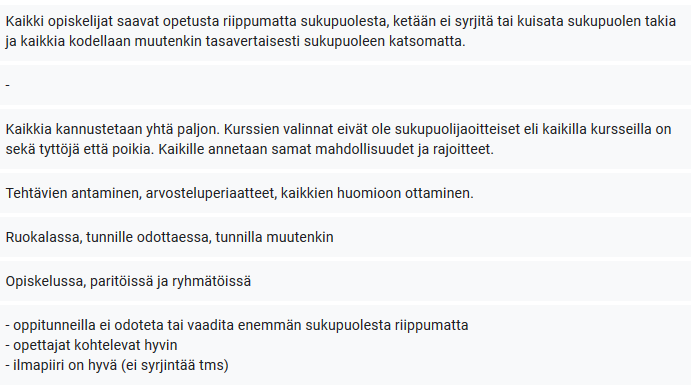 Kaikki opiskelijat saavat opetusta riippumatta sukupuolesta, ketään ei syrjitä tai kuisata sukupuolen takia
ja kaikkia kodellaan muutenkin tasavertaisesti sukupuoleen katsomatta.
-
Kaikkia kannustetaan yhtä paljon. Kurssien valinnat eivät ole sukupuolijaoitteiset eli kaikilla kursseilla on
sekä tyttöjä että poikia. Kaikille annetaan samat mahdollisuudet ja rajoitteet.
Tehtävien antaminen, arvosteluperiaatteet, kaikkien huomioon ottaminen.
Ruokalassa, tunnille odottaessa, tunnilla muutenkin
Opiskelussa, paritöissä ja ryhmätöissä
- oppitunneilla ei odoteta tai vaadita enemmän sukupuolesta riippumatta
- opettajat kohtelevat hyvin
- ilmapiiri on hyvä (ei syrjintää tms)